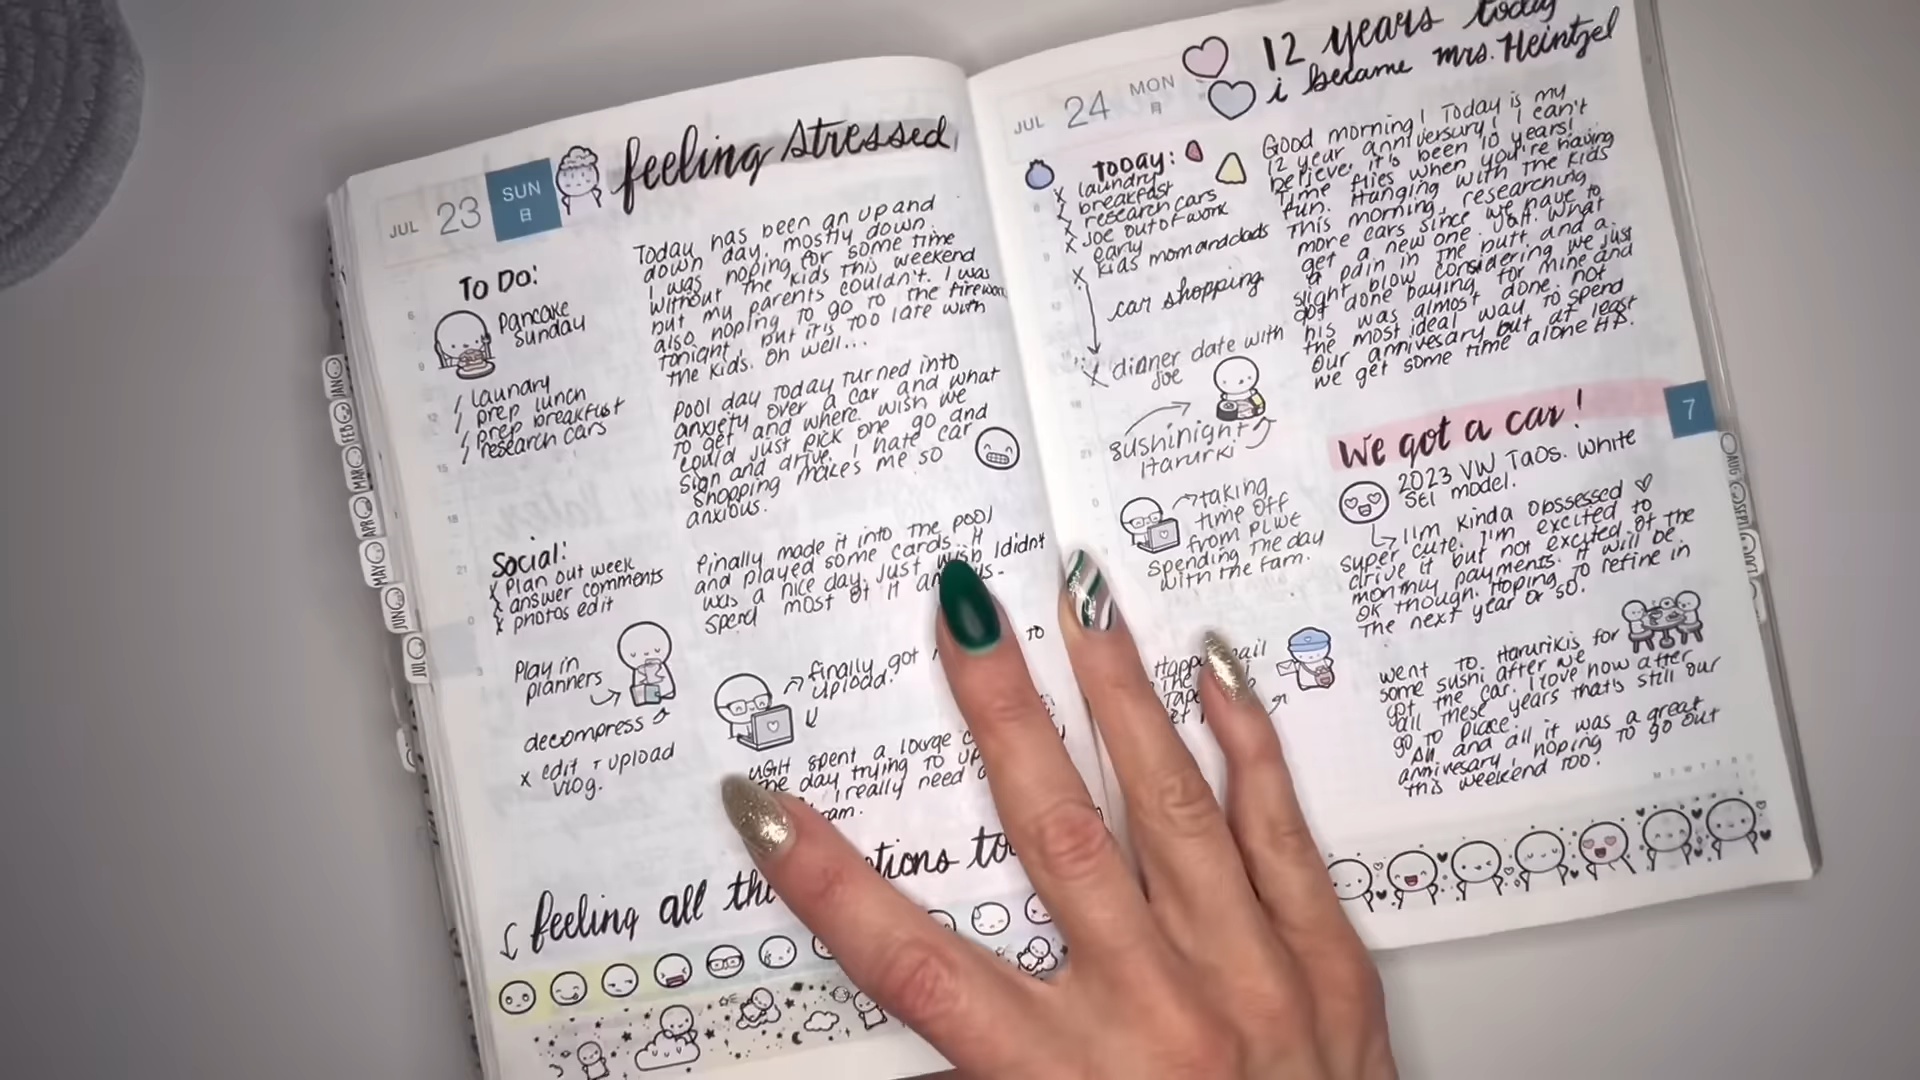 JUL 23 SUN 日
feeling stressed
TO DO:
Pancake
Sunday
laundry
prep lunch
prep breakfast
research cars
Social:
x Plan out week
x answer comments
x photos edit
Play in
planners
decompress
x edit + upload
vlog.
Today has been an up and
down day, mostly down.
I was hoping for some time
without the kids this weekend
but my parents couldn't. I was
also hoping to go to the firewor
tonight, but it's too late with
the kids. Oh well...
Pool day today turned into
anxiety over a car and what
to get and where. wish we
could just pick one go and
sign and drive. I hate car
shopping makes me so
anxious.
finally made it into the pool
and played some cards. It
was a nice day. Just wish I didn't
spend most of it
finally got to
upload.
UGH spent a
the day trying to
I really need
feeling all
JAN
FEB
MAR
APR
MAY
JUN
JUL
JUL 24 MON 月
12 years today
i became mrs. Heintzel
TODAY:
x laundry
x breakfast
x research cars
x Joe out of work
early
x kids mom and dads
car shopping
x dinner date with
Joe
sushi night
Harurki
taking
time off
from PLWE
spending the day
with the fam.
Good morning! Today is my
12 year anniversury! I can't
believe it's been 10 years!
Time flies when you're having
fun. Hanging with the kids
this morning, researching
more cars since we have to
get a new one. Ugh. What
a pain in the butt and a
slight blow considering we just
got done paying for mine and
his was almost done. not
the most ideal way to spend
our annivesary but at least
we get some time alone
We got a car!
7
2023 VW Taos. White
SEl model.
I'm kinda obssessed
super cute. I'm excited to
drive it but not excited of the
monthly payments. it will be
ok though. Hoping to refine in
the next year or so.
went to Harurikis for
some sushi after we
got the car. I love how after
all these years that's still our
go to place.
All and all it was a great
annivesary, hoping to go out
this weekend too.
AUG
SEPT